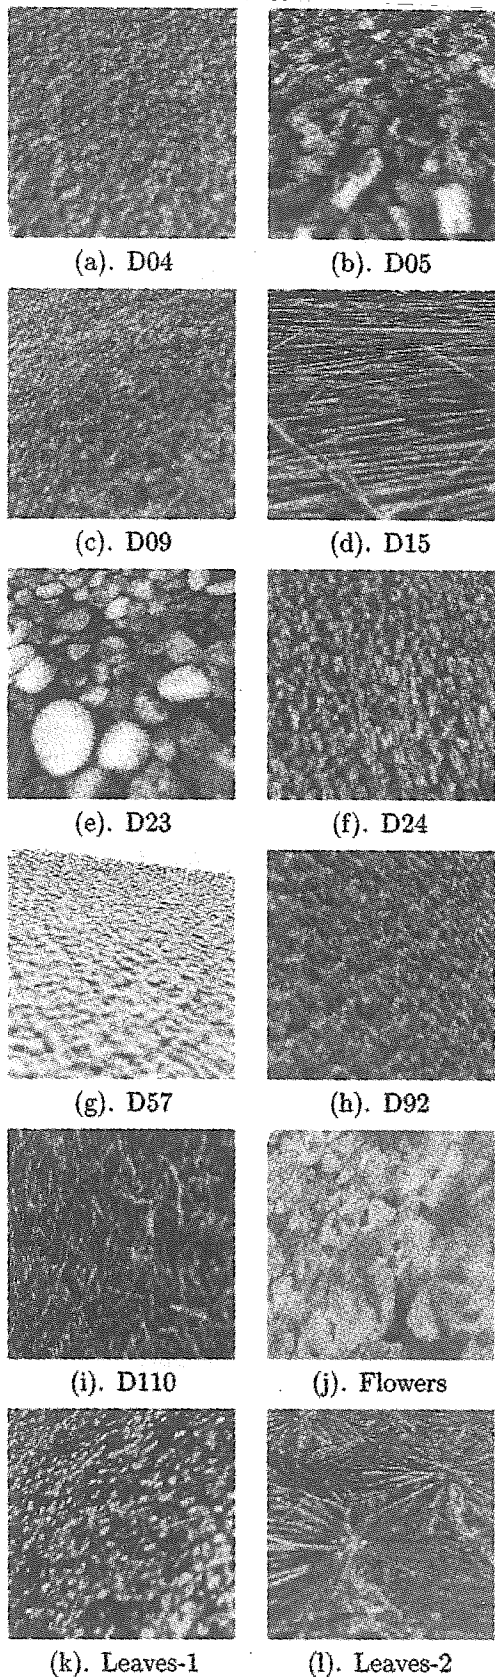 (a). D04
(b). D05
(c). D09
(d). D15
(e). D23
(f). D24
(g). D57
(h). D92
(i). D110
(j). Flowers
(k). Leaves-1
(l). Leaves-2